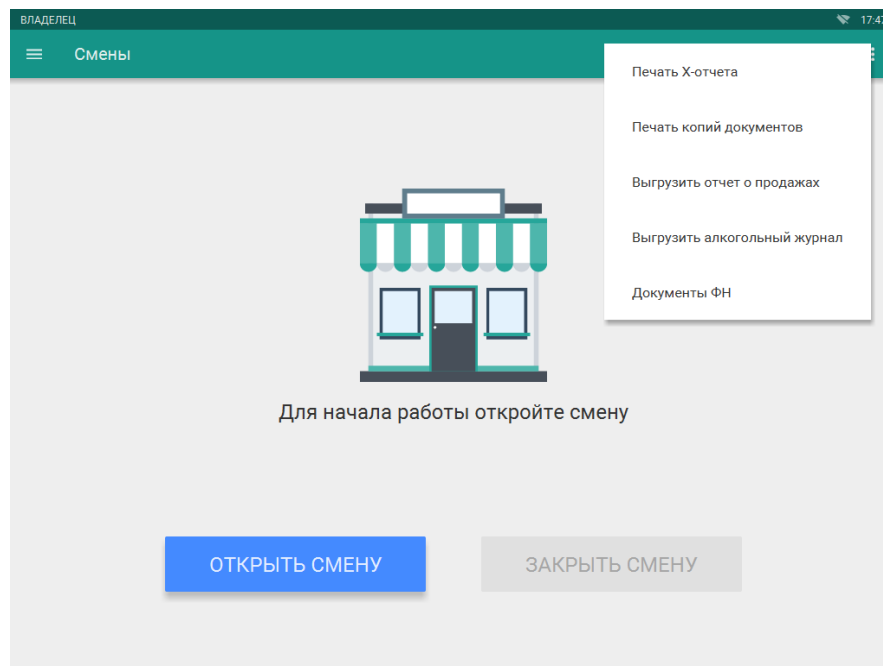 ВЛАДЕЛЕЦ
17:47
Смены
Печать X-отчета
Печать копий документов
Выгрузить отчет о продажах
Выгрузить алкогольный журнал
Документы ФН
Для начала работы откройте смену
ОТКРЫТЬ СМЕНУ
ЗАКРЫТЬ СМЕНУ